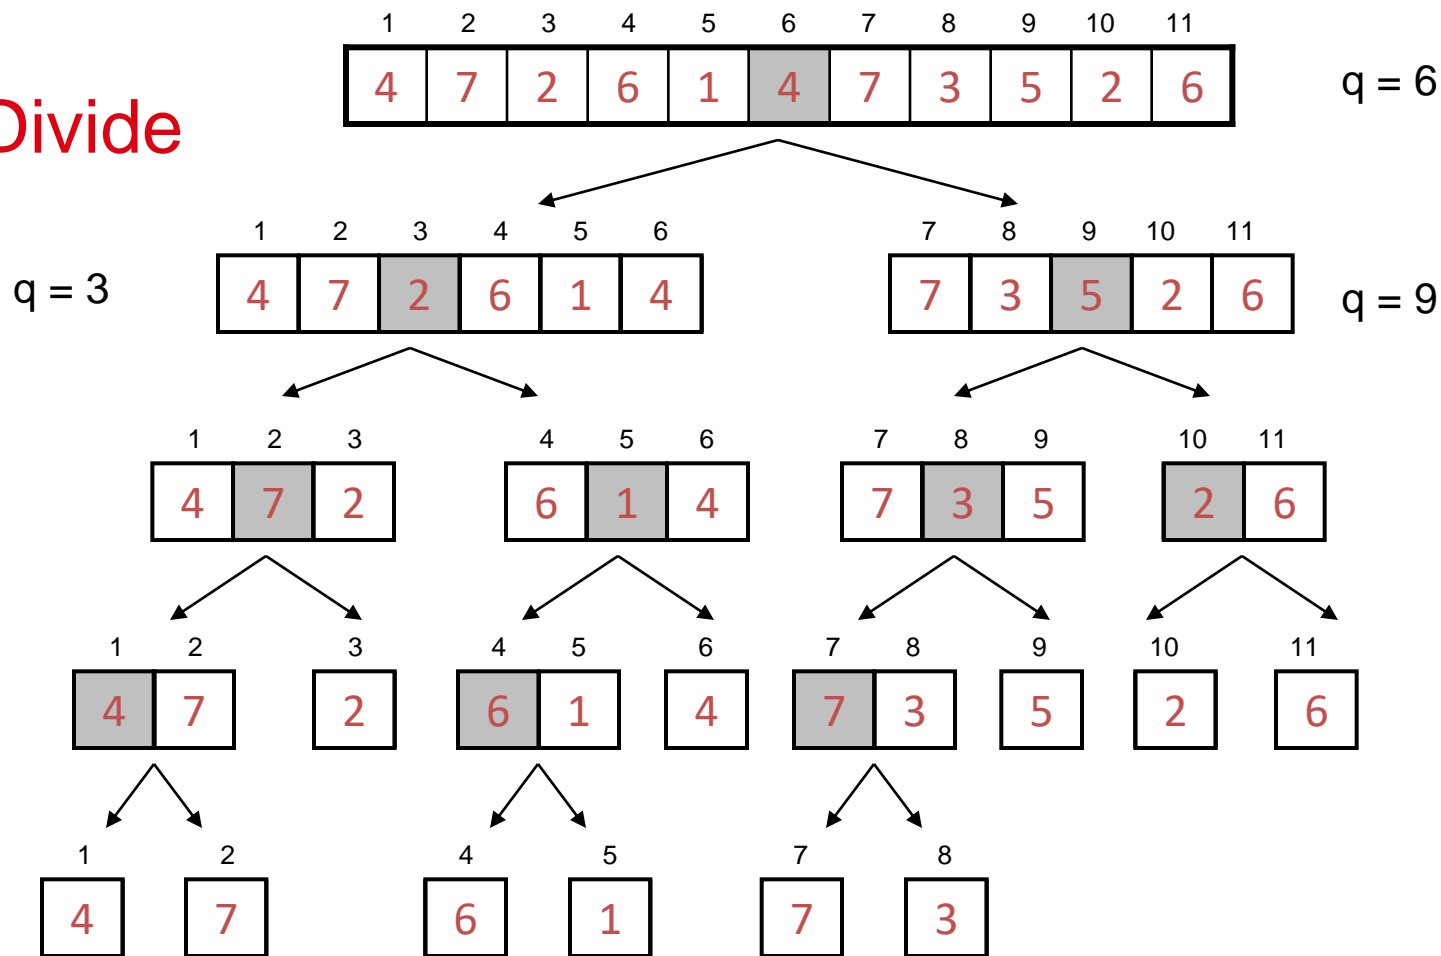 1 2 3 4 5 6 7 8 9 10 11
4 7 2 6 1 4 7 3 5 2 6 q = 6
Divide
1 2 3 4 5 6 7 8 9 10 11
q = 3 4 7 2 6 1 4 7 3 5 2 6 q = 9
1 2 3 4 5 6 7 8 9 10 11
4 7 2 6 1 4 7 3 5 2 6
1 2 3 4 5 6 7 8 9 10 11
4 7 2 6 1 4 7 3 5 2 6
1 2 4 5 7 8
4 7 6 1 7 3